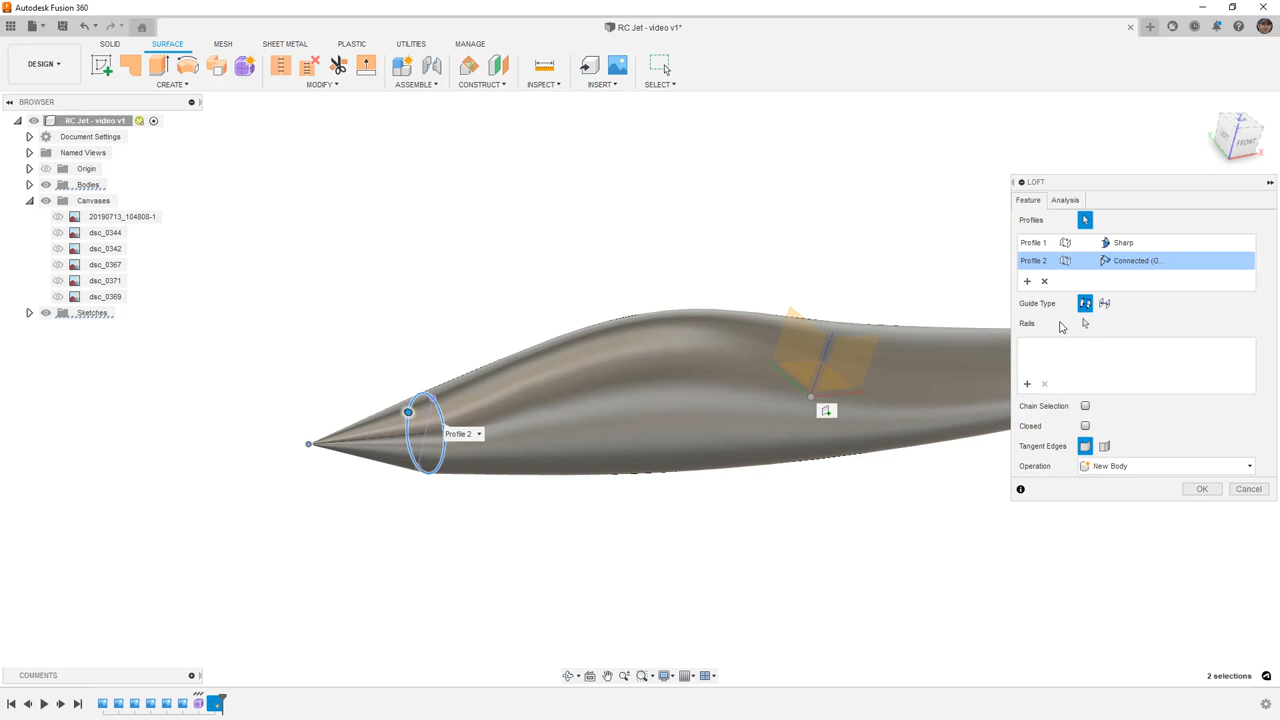 Autodesk Fusion 360
RC Jet - video v1*
DESIGN
SOLID
SURFACE
MESH
SHEET METAL
PLASTIC
UTILITIES
MANAGE
CREATE
MODIFY
ASSEMBLE
CONSTRUCT
INSPECT
INSERT
SELECT
BROWSER
RC Jet - video v1
Document Settings
Named Views
Origin
Bodies
Canvases
20190713_104808-1
dsc_0344
dsc_0342
dsc_0367
dsc_0371
dsc_0369
Sketches
FRONT
LOFT
Feature
Analysis
Profiles
Profile 1
Sharp
Profile 2
Connected (G...
Guide Type
Rails
Chain Selection
Closed
Tangent Edges
Operation
New Body
OK
Cancel
Profile 2
COMMENTS
2 selections